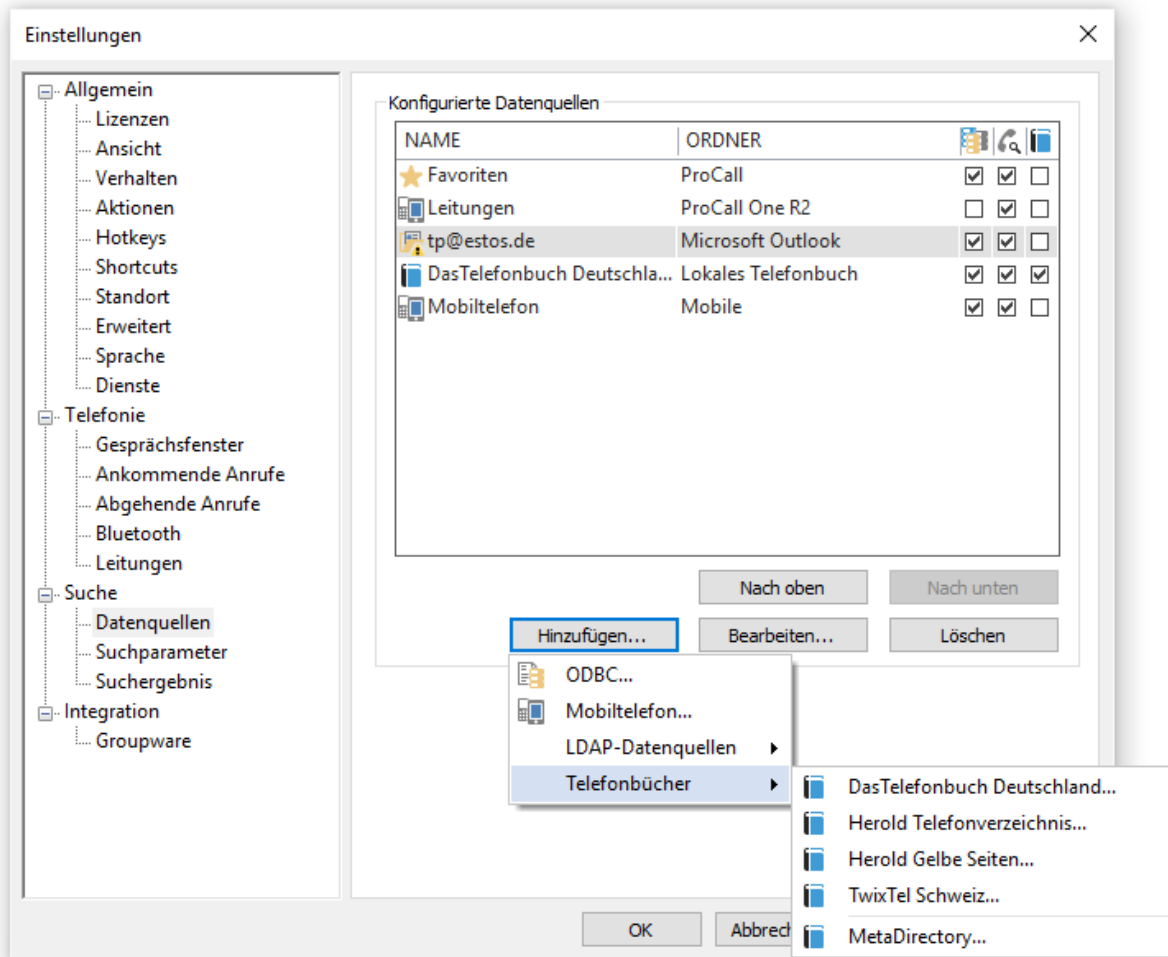 Einstellungen
Allgemein
Lizenzen
Ansicht
Verhalten
Aktionen
Hotkeys
Shortcuts
Standort
Erweitert
Sprache
Dienste
Telefonie
Gesprächsfenster
Ankommende Anrufe
Abgehende Anrufe
Bluetooth
Leitungen
Suche
Datenquellen
Suchparameter
Suchergebnis
Integration
Groupware
Konfigurierte Datenquellen
NAME ORDNER
Favoriten ProCall
Leitungen ProCall One R2
tp@estos.de Microsoft Outlook
DasTelefonbuch Deutschla... Lokales Telefonbuch
Mobiltelefon Mobile
Nach oben Nach unten
Hinzufügen... Bearbeiten... Löschen
ODBC...
Mobiltelefon...
LDAP-Datenquellen
Telefonbücher
DasTelefonbuch Deutschland...
Herold Telefonverzeichnis...
Herold Gelbe Seiten...
TwixTel Schweiz...
MetaDirectory...
OK Abbrech